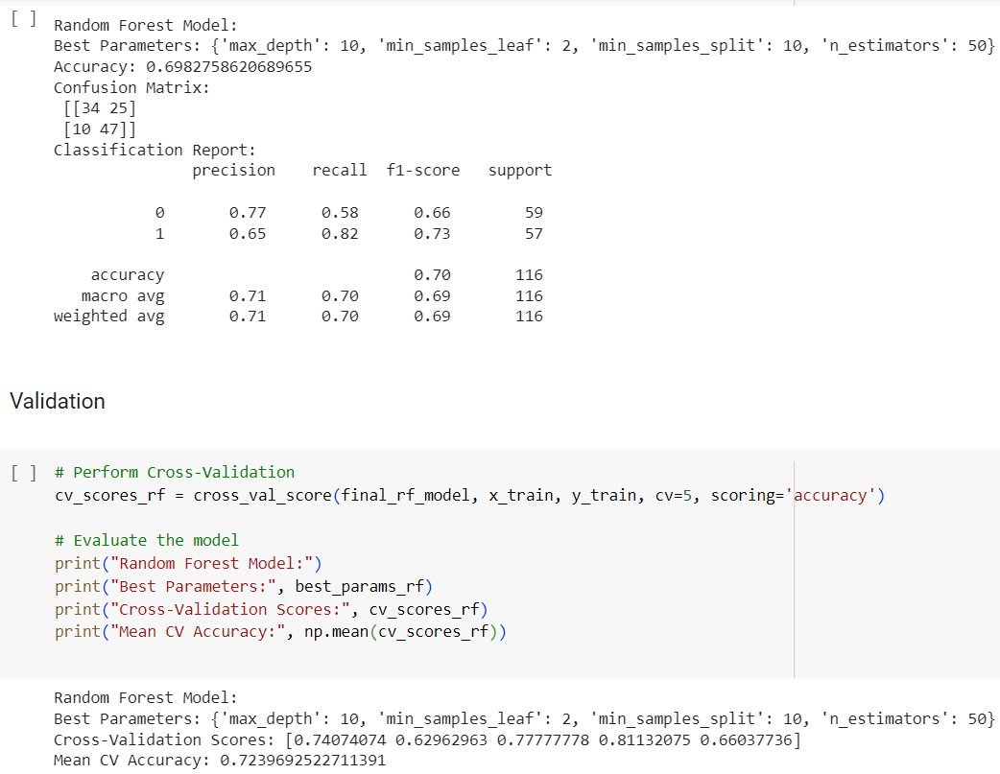 [ ] Random Forest Model:
Best Parameters: {'max_depth': 10, 'min_samples_leaf': 2, 'min_samples_split': 10, 'n_estimators': 50}
Accuracy: 0.6982758620689655
Confusion Matrix:
[[34 25]
[10 47]]
Classification Report:
precision recall f1-score support
0 0.77 0.58 0.66 59
1 0.65 0.82 0.73 57
accuracy 0.70 116
macro avg 0.71 0.70 0.69 116
weighted avg 0.71 0.70 0.69 116
Validation
[ ] # Perform Cross-Validation
cv_scores_rf = cross_val_score(final_rf_model, x_train, y_train, cv=5, scoring='accuracy')
# Evaluate the model
print("Random Forest Model:")
print("Best Parameters:", best_params_rf)
print("Cross-Validation Scores:", cv_scores_rf)
print("Mean CV Accuracy:", np.mean(cv_scores_rf))
Random Forest Model:
Best Parameters: {'max_depth': 10, 'min_samples_leaf': 2, 'min_samples_split': 10, 'n_estimators': 50}
Cross-Validation Scores: [0.74074074 0.62962963 0.77777778 0.81132075 0.66037736]
Mean CV Accuracy: 0.7239692522711391